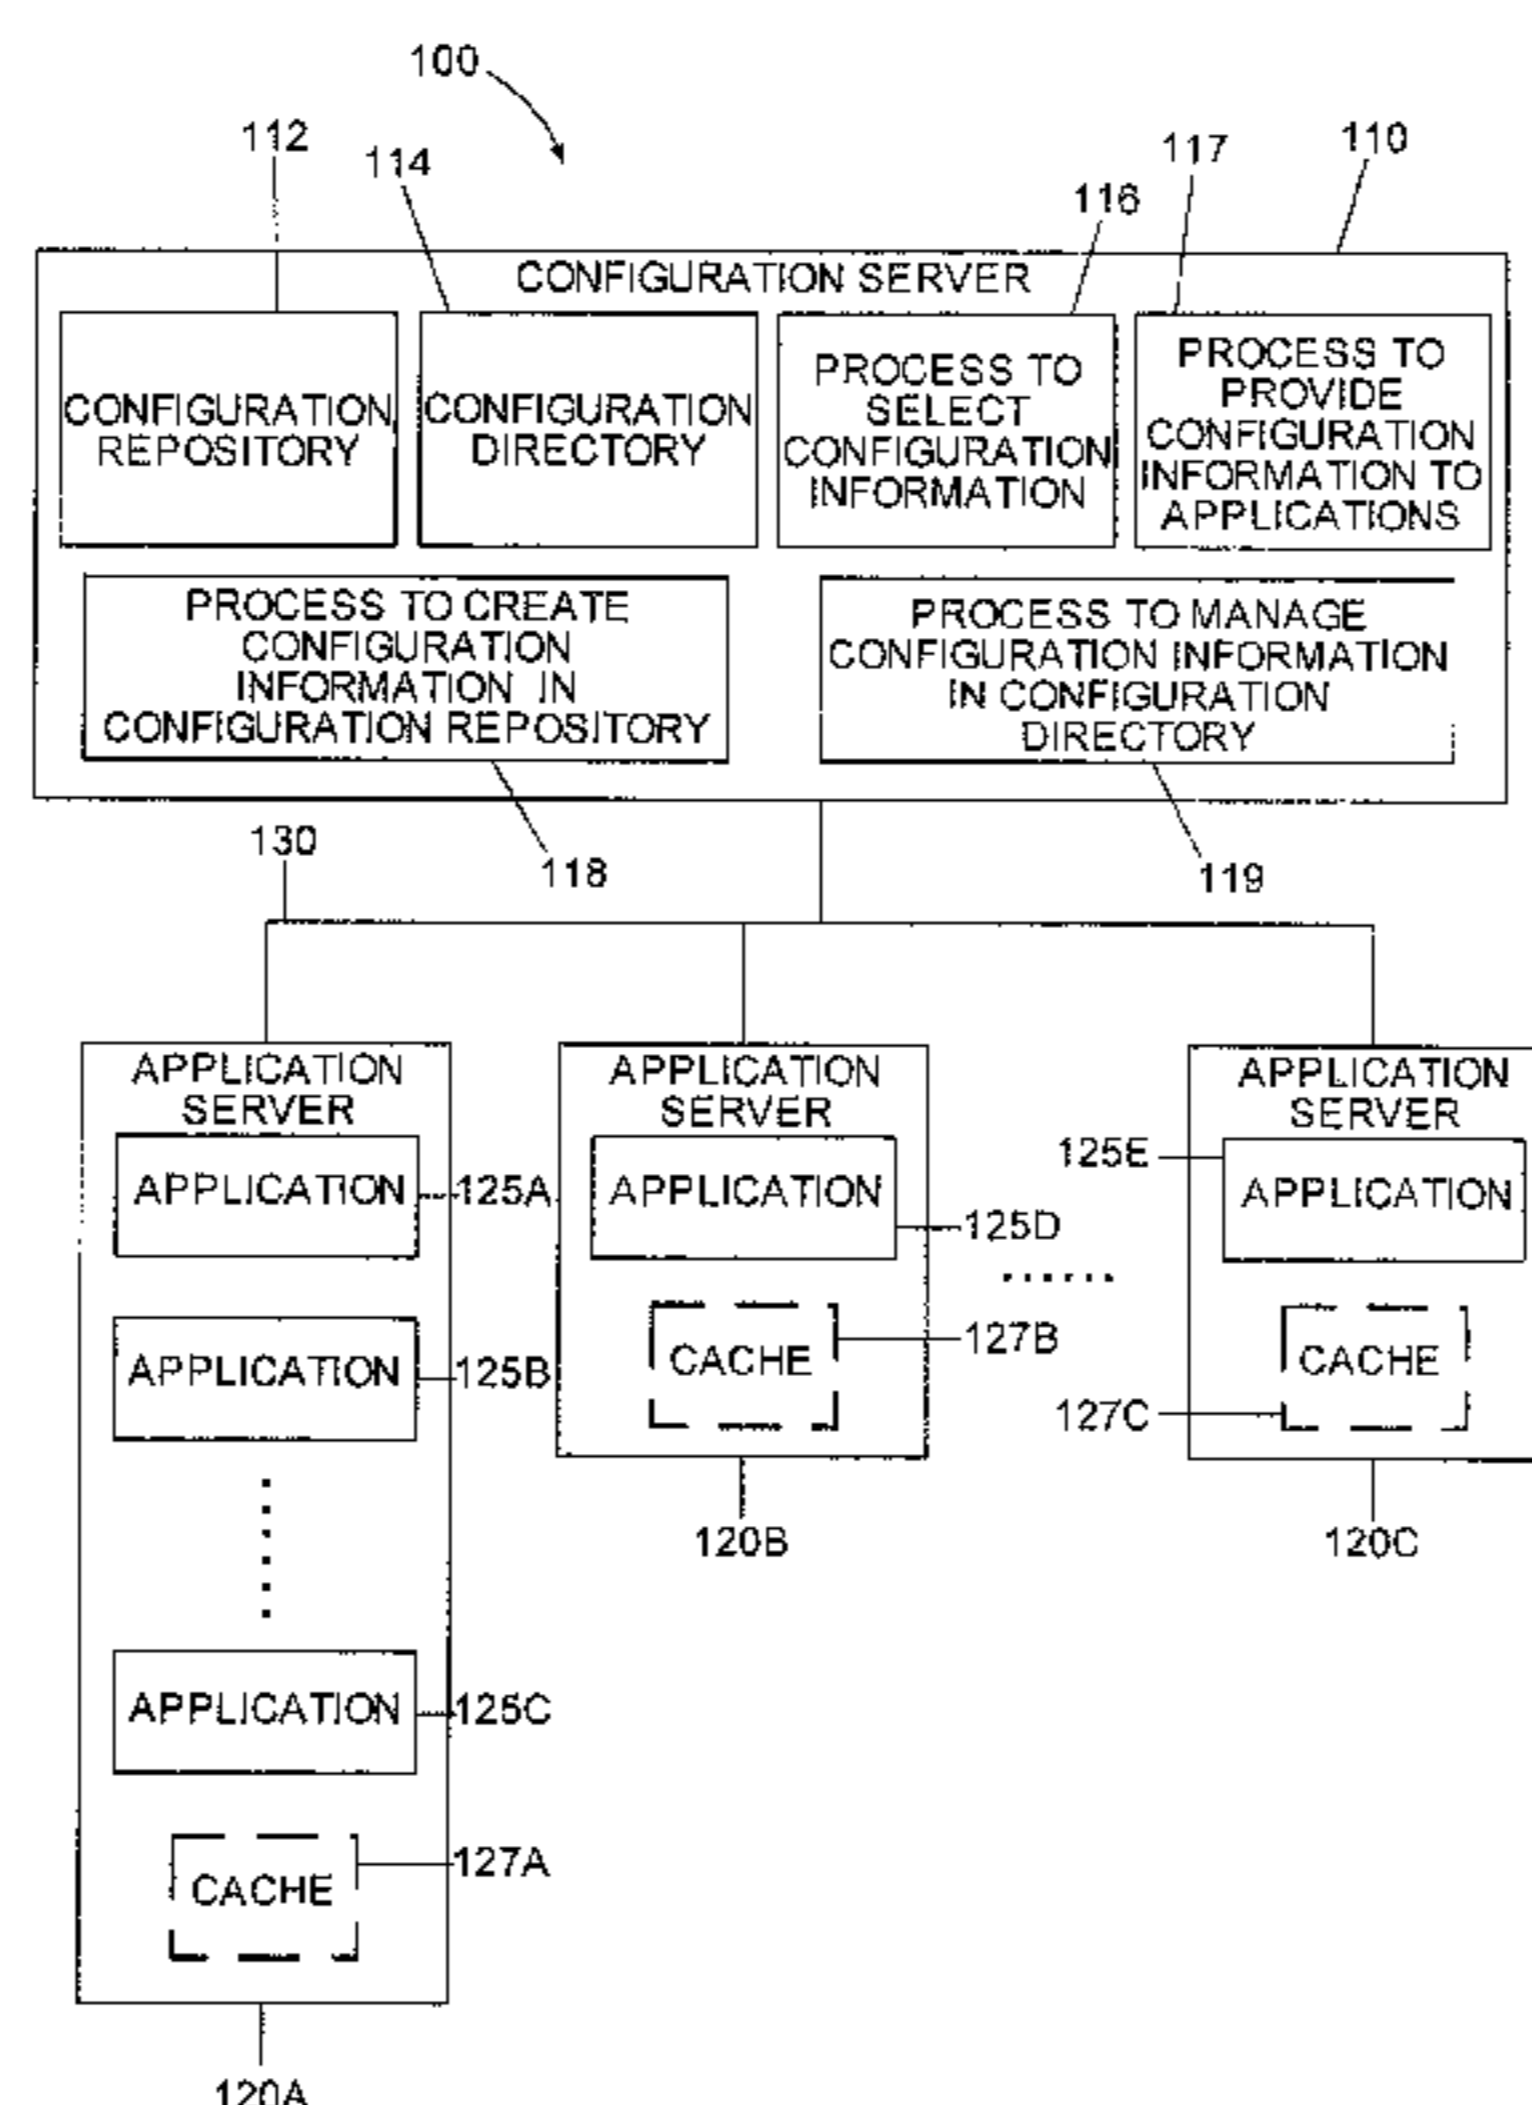 100
112
114
116
117
110
CONFIGURATION SERVER
CONFIGURATION
REPOSITORY
CONFIGURATION
DIRECTORY
PROCESS TO
SELECT
CONFIGURATION
INFORMATION
PROCESS TO
PROVIDE
CONFIGURATION
INFORMATION TO
APPLICATIONS
PROCESS TO CREATE
CONFIGURATION
INFORMATION IN
CONFIGURATION REPOSITORY
PROCESS TO MANAGE
CONFIGURATION INFORMATION
IN CONFIGURATION
DIRECTORY
130
118
119
APPLICATION
SERVER
APPLICATION
125A
APPLICATION
125B
APPLICATION
125C
CACHE
127A
120A
APPLICATION
SERVER
APPLICATION
125D
CACHE
127B
120B
APPLICATION
SERVER
125E
APPLICATION
CACHE
127C
120C